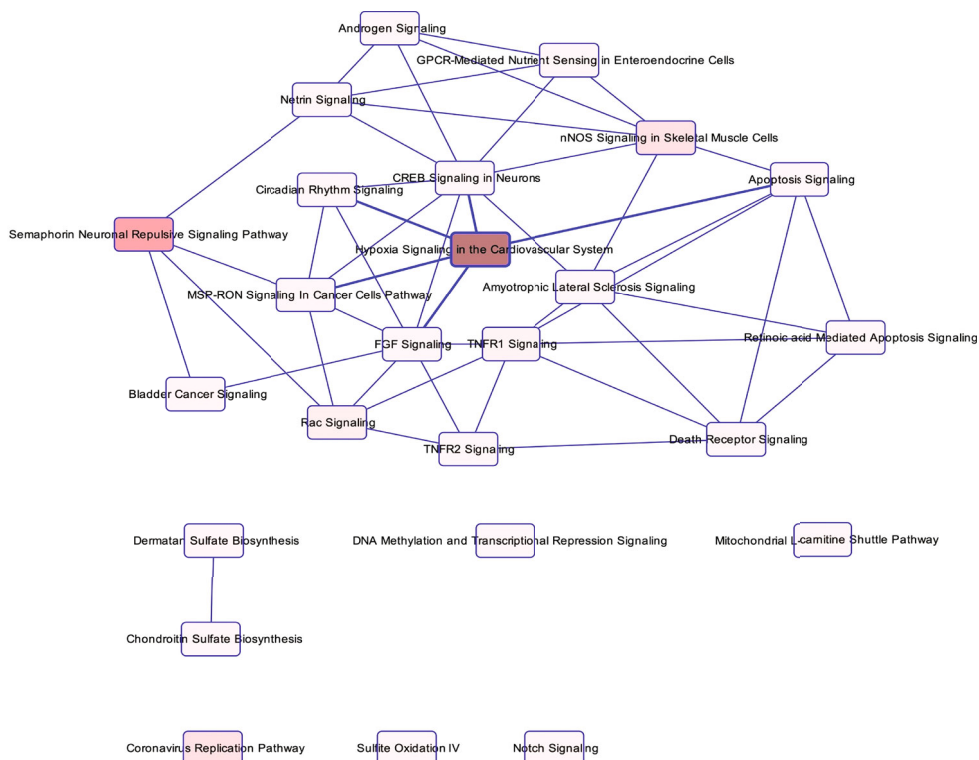 Androgen Signaling
GPCR-Mediated Nutrient Sensing in Enteroendocrine Cells
Netrin Signaling
nNOS Signaling in Skeletal Muscle Cells
CREB Signaling in Neurons
Apoptosis Signaling
Circadian Rhythm Signaling
Semaphorin Neuronal Repulsive Signaling Pathway
Hypoxia Signaling in the Cardiovascular System
Amyotrophic Lateral Sclerosis Signaling
MSP-RON Signaling In Cancer Cells Pathway
Retinoic acid Mediated Apoptosis Signaling
FGF Signaling
TNFR1 Signaling
Bladder Cancer Signaling
Rac Signaling
Death Receptor Signaling
TNFR2 Signaling
Dermatan Sulfate Biosynthesis
DNA Methylation and Transcriptional Repression Signaling
Mitochondrial L-carnitine Shuttle Pathway
Chondroitin Sulfate Biosynthesis
Coronavirus Replication Pathway
Sulfite Oxidation IV
Notch Signaling